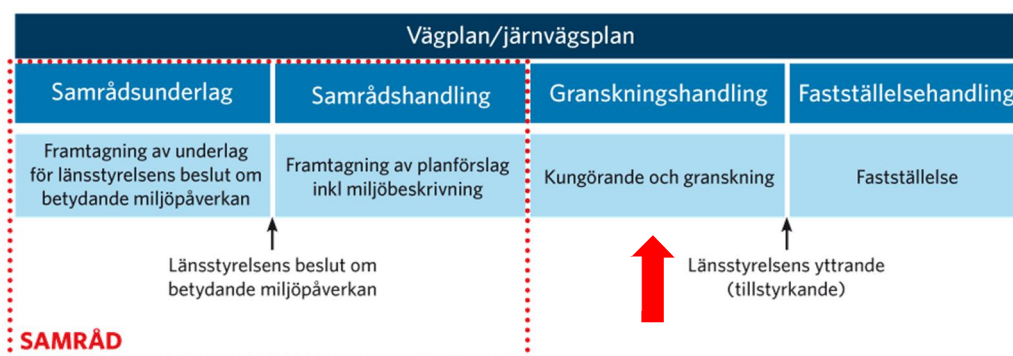 Vägplan/järnvägsplan
Samrådsunderlag
Samrådshandling
Granskningshandling
Fastställelsehandling
Framtagning av underlag
för länsstyrelsens beslut om
betydande miljöpåverkan
Framtagning av planförslag
inkl miljöbeskrivning
Kungörande och granskning
Fastställelse
Länsstyrelsens beslut om
betydande miljöpåverkan
Länsstyrelsens yttrande
(tillstyrkande)
SAMRÅD